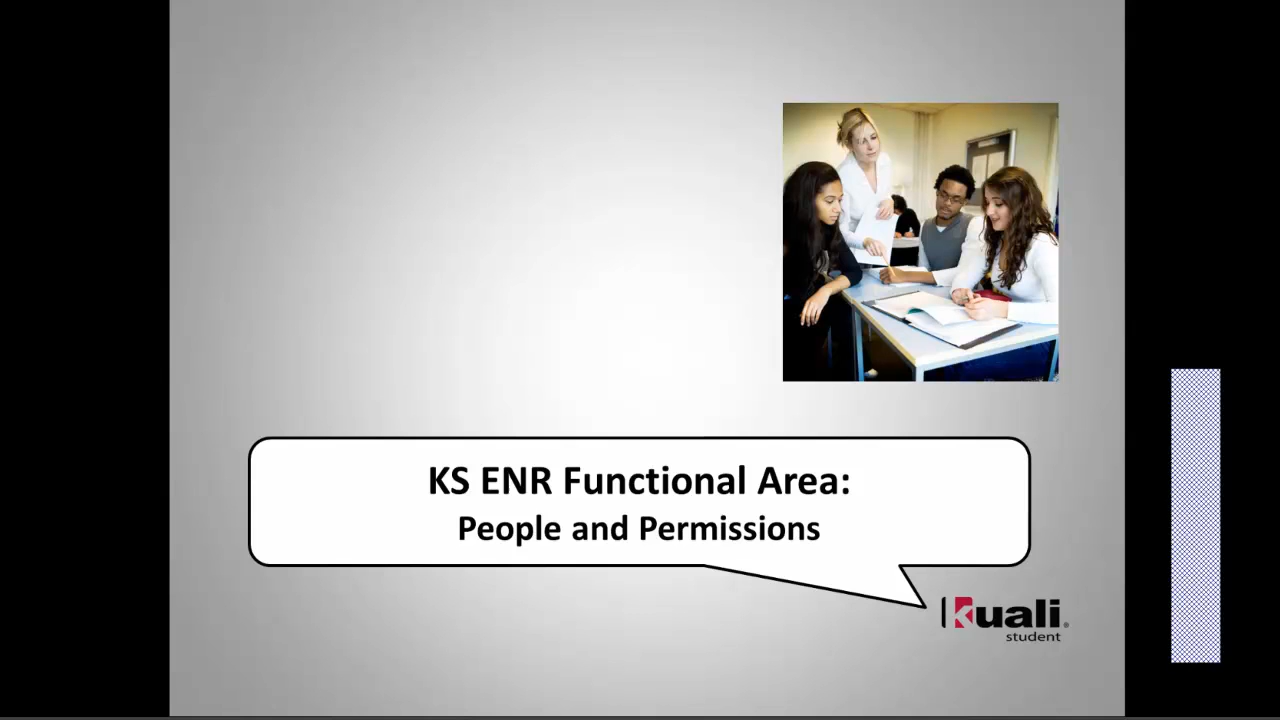 KS ENR Functional Area:
People and Permissions
kuali
student